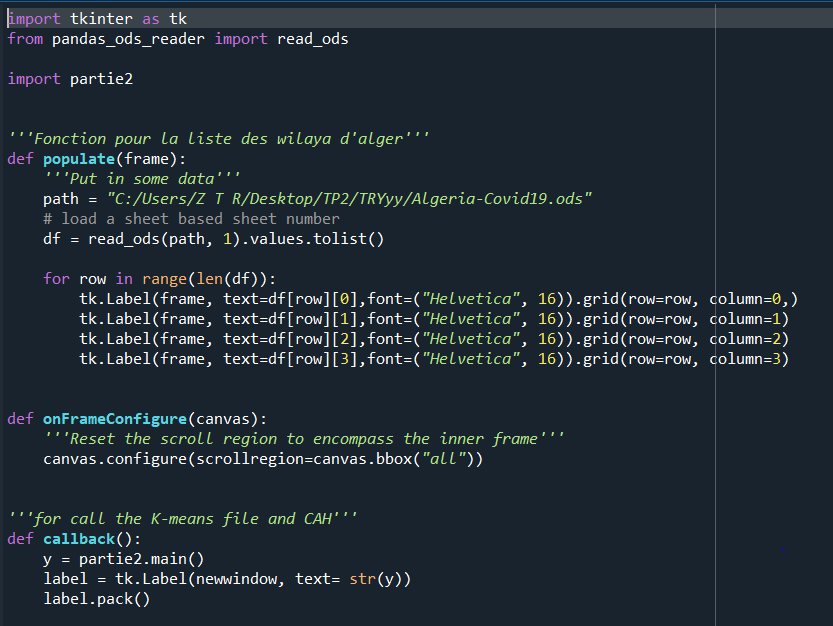 import tkinter as tk
from pandas_ods_reader import read_ods

import partie2


'''Fonction pour la liste des wilaya d'alger'''
def populate(frame):
    '''Put in some data'''
    path = "C:/Users/Z T R/Desktop/TP2/TRYyy/Algeria-Covid19.ods"
    # load a sheet based sheet number
    df = read_ods(path, 1).values.tolist()

    for row in range(len(df)):
        tk.Label(frame, text=df[row][0],font=("Helvetica", 16)).grid(row=row, column=0,)
        tk.Label(frame, text=df[row][1],font=("Helvetica", 16)).grid(row=row, column=1)
        tk.Label(frame, text=df[row][2],font=("Helvetica", 16)).grid(row=row, column=2)
        tk.Label(frame, text=df[row][3],font=("Helvetica", 16)).grid(row=row, column=3)


def onFrameConfigure(canvas):
    '''Reset the scroll region to encompass the inner frame'''
    canvas.configure(scrollregion=canvas.bbox("all"))


'''for call the K-means file and CAH'''
def callback():
    y = partie2.main()
    label = tk.Label(newwindow, text= str(y))
    label.pack()